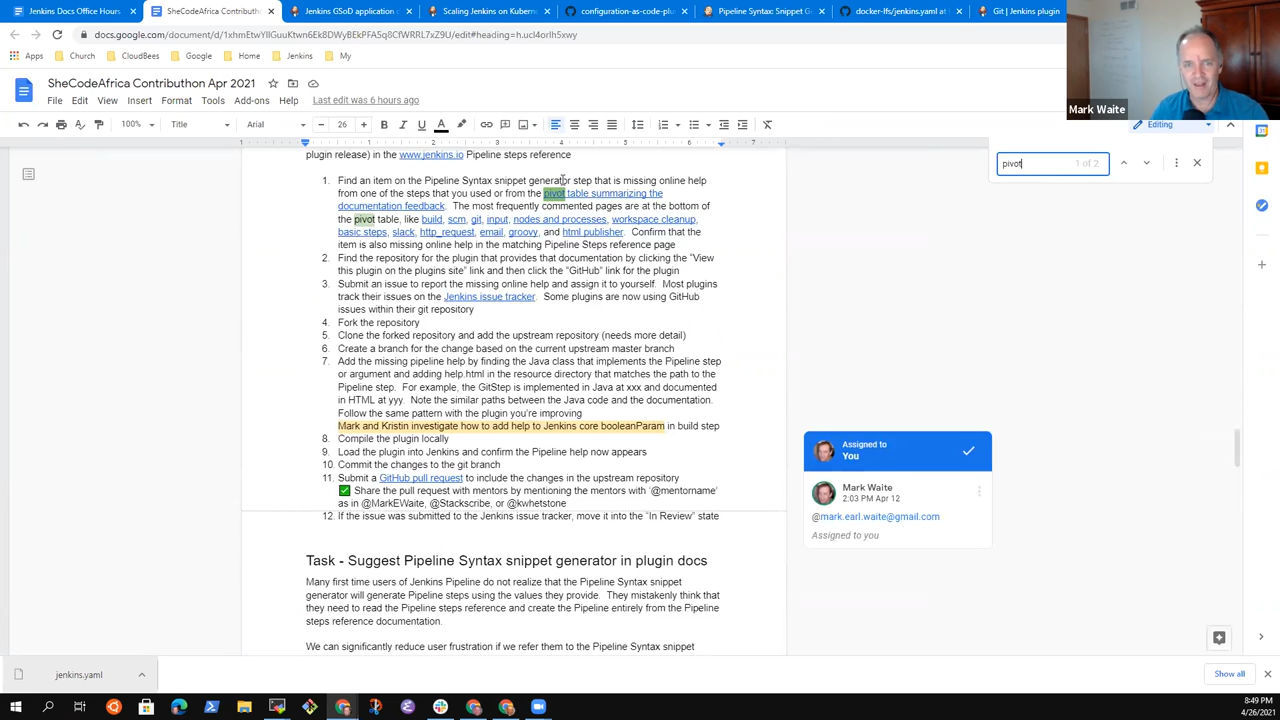 Jenkins Docs Office Hours
SheCodeAfrica Contributhon
Jenkins GSoD application
Scaling Jenkins on Kubern
configuration-as-code-plu
Pipeline Syntax: Snippet G
docker-lfs/jenkins.yaml at
Git | Jenkins plugin
docs.google.com/document/d/1xhmEtwYIlGuuKtwn6Ek8DWyBEkPFA5q8CfWRRL7xZ9U/edit#heading=h.ucl4orlh5xwy
Apps
Church
CloudBees
Google
Home
Jenkins
My
SheCodeAfrica Contributhon Apr 2021
File Edit View Insert Format Tools Add-ons Help Last edit was 6 hours ago
Mark Waite
100% Title Arial 26
Editing
pivot 1 of 2
plugin release) in the www.jenkins.io Pipeline steps reference
1. Find an item on the Pipeline Syntax snippet generator step that is missing online help
from one of the steps that you used or from the pivot table summarizing the
documentation feedback. The most frequently commented pages are at the bottom of
the pivot table, like build, scm, git, input, nodes and processes, workspace cleanup,
basic steps, slack, http_request, email, groovy, and html publisher. Confirm that the
item is also missing online help in the matching Pipeline Steps reference page
2. Find the repository for the plugin that provides that documentation by clicking the "View
this plugin on the plugins site" link and then click the "GitHub" link for the plugin
3. Submit an issue to report the missing online help and assign it to yourself. Most plugins
track their issues on the Jenkins issue tracker. Some plugins are now using GitHub
issues within their git repository
4. Fork the repository
5. Clone the forked repository and add the upstream repository (needs more detail)
6. Create a branch for the change based on the current upstream master branch
7. Add the missing pipeline help by finding the Java class that implements the Pipeline step
or argument and adding help.html in the resource directory that matches the path to the
Pipeline step. For example, the GitStep is implemented in Java at xxx and documented
in HTML at yyy. Note the similar paths between the Java code and the documentation.
Follow the same pattern with the plugin you're improving
Mark and Kristin investigate how to add help to Jenkins core booleanParam in build step
8. Compile the plugin locally
9. Load the plugin into Jenkins and confirm the Pipeline help now appears
10. Commit the changes to the git branch
11. Submit a GitHub pull request to include the changes in the upstream repository
✅ Share the pull request with mentors by mentioning the mentors with '@mentorname'
as in @MarkEWaite, @Stackscribe, or @kwhetstone
12. If the issue was submitted to the Jenkins issue tracker, move it into the "In Review" state
Assigned to
You
Mark Waite
2:03 PM Apr 12
@mark.earl.waite@gmail.com
Assigned to you
Task - Suggest Pipeline Syntax snippet generator in plugin docs
Many first time users of Jenkins Pipeline do not realize that the Pipeline Syntax snippet
generator will generate Pipeline steps using the values they provide. They mistakenly think that
they need to read the Pipeline steps reference and create the Pipeline entirely from the Pipeline
steps reference documentation.
We can significantly reduce user frustration if we refer them to the Pipeline Syntax snippet
jenkins.yaml
Show all
8:49 PM
4/26/2021